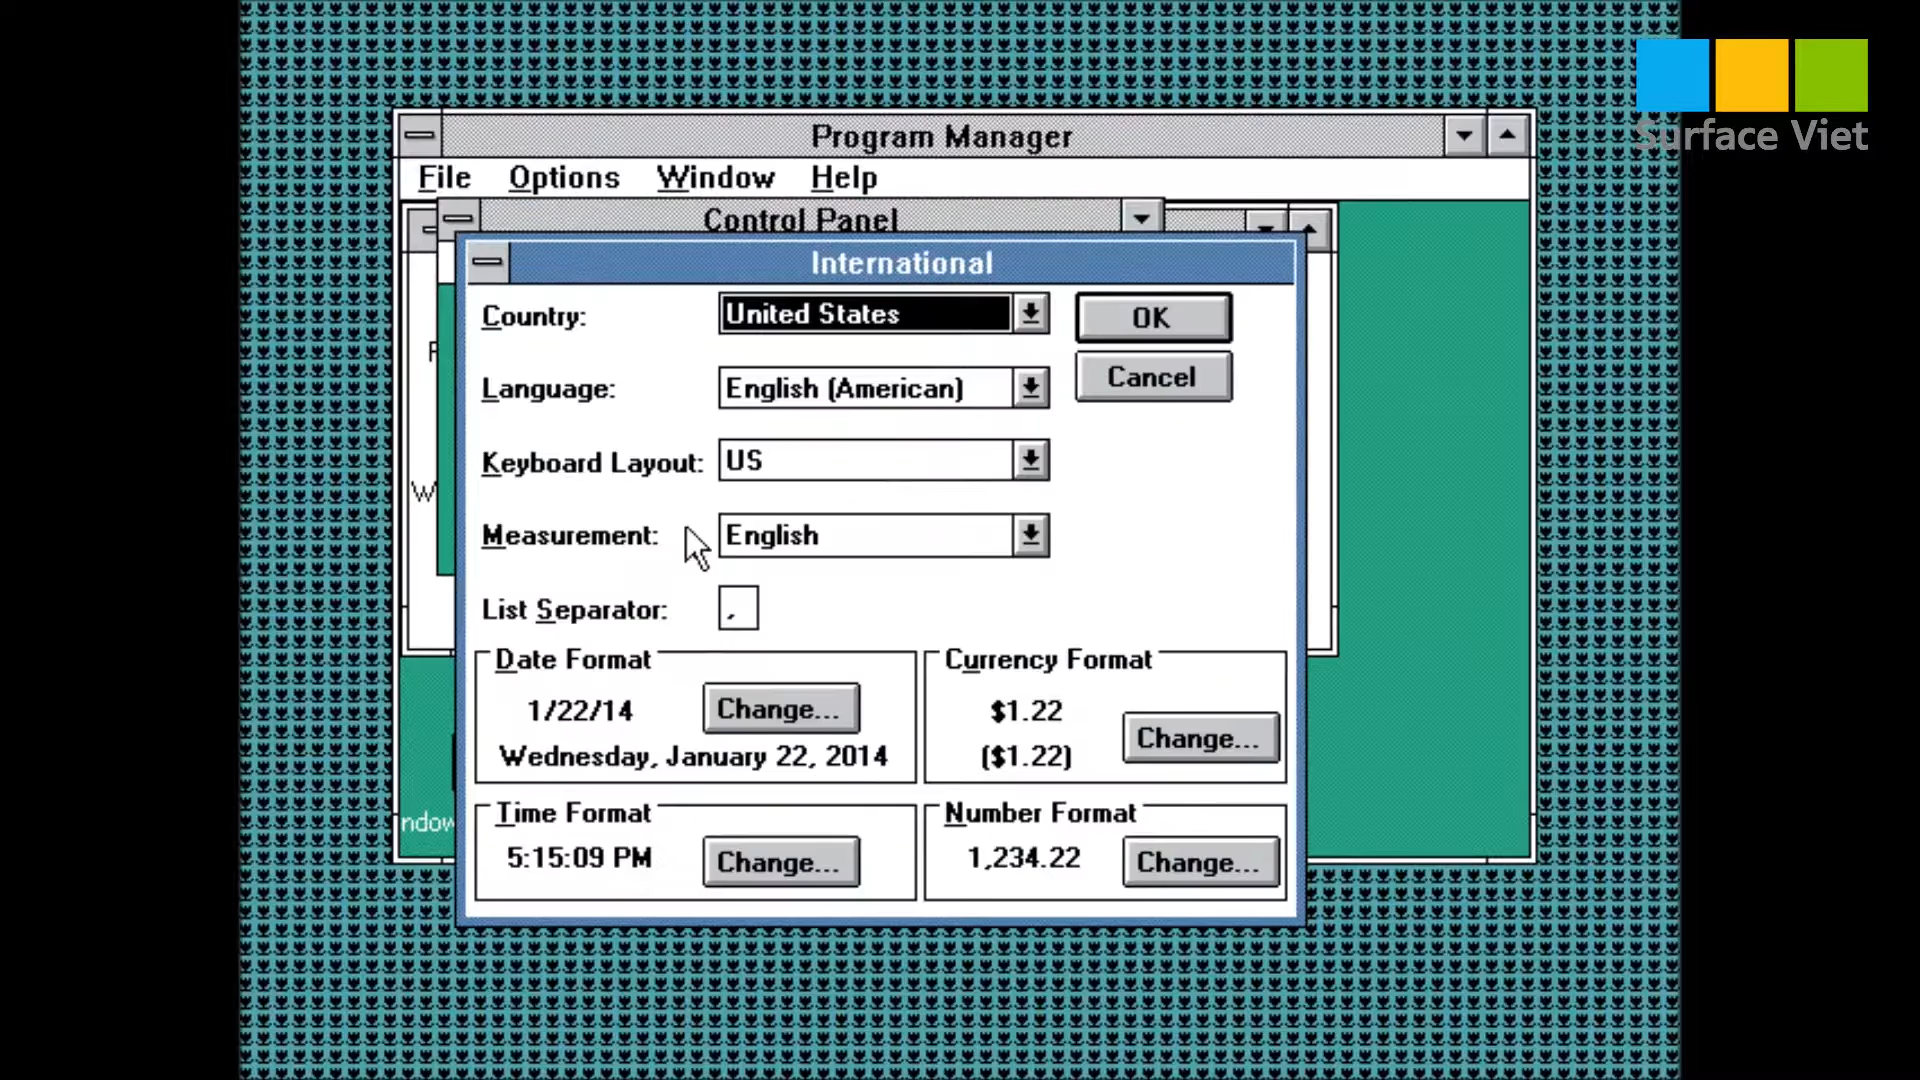 Surface Viet
Program Manager
File Options Window Help
Control Panel
International
Country: United States OK
Language: English (American) Cancel
Keyboard Layout: US
Measurement: English
List Separator: ,
Date Format
1/22/14 Change...
Wednesday, January 22, 2014
Currency Format
$1.22
($1.22) Change...
Time Format
5:15:09 PM Change...
Number Format
1,234.22 Change...